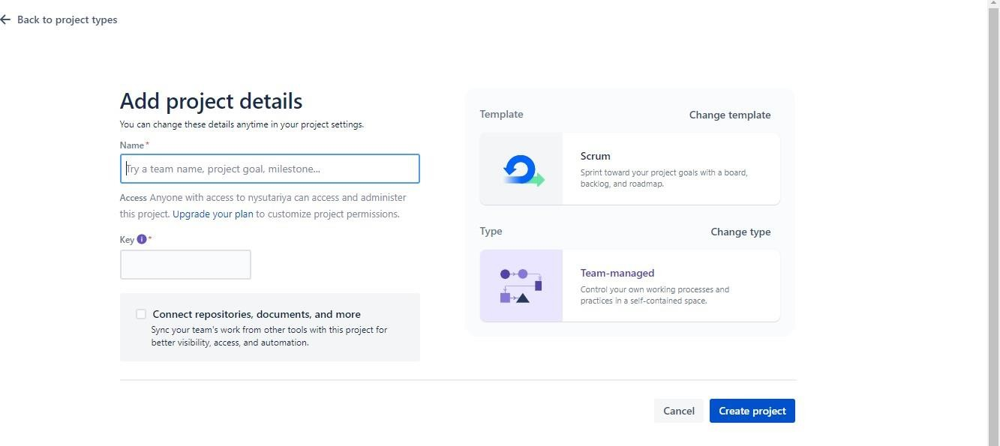 Back to project types
Add project details
You can change these details anytime in your project settings.
Name*
Try a team name, project goal, milestone...
Access Anyone with access to nysutariya can access and administer
this project. Upgrade your plan to customize project permissions.
Key i *
Connect repositories, documents, and more
Sync your team's work from other tools with this project for
better visibility, access, and automation.
Template
Change template
Scrum
Sprint toward your project goals with a board,
backlog, and roadmap.
Type
Change type
Team-managed
Control your own working processes and
practices in a self-contained space.
Cancel
Create project